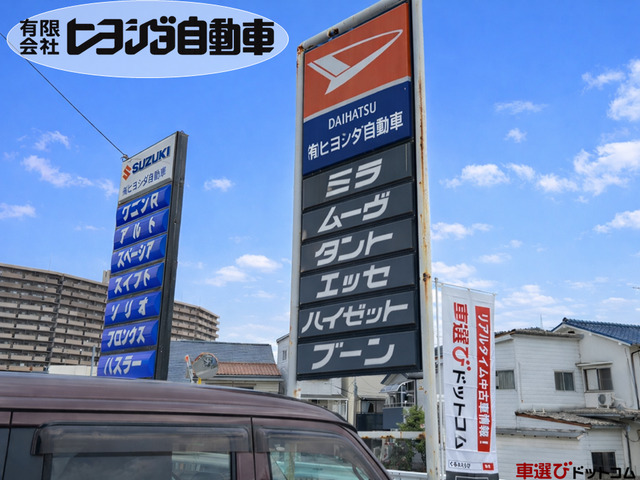 有限会社 ヒヨシダ自動車
SUZUKI
㈲ヒヨシダ自動車
ワゴンR
アルト
スペーシア
スイフト
ソリオ
フロンクス
ハスラー
DAIHATSU
㈲ヒヨシダ自動車
ミラ
ムーヴ
タント
エッセ
ハイゼット
ブーン
リアルタイム中古車情報!
車選びドットコム
車選びドットコム